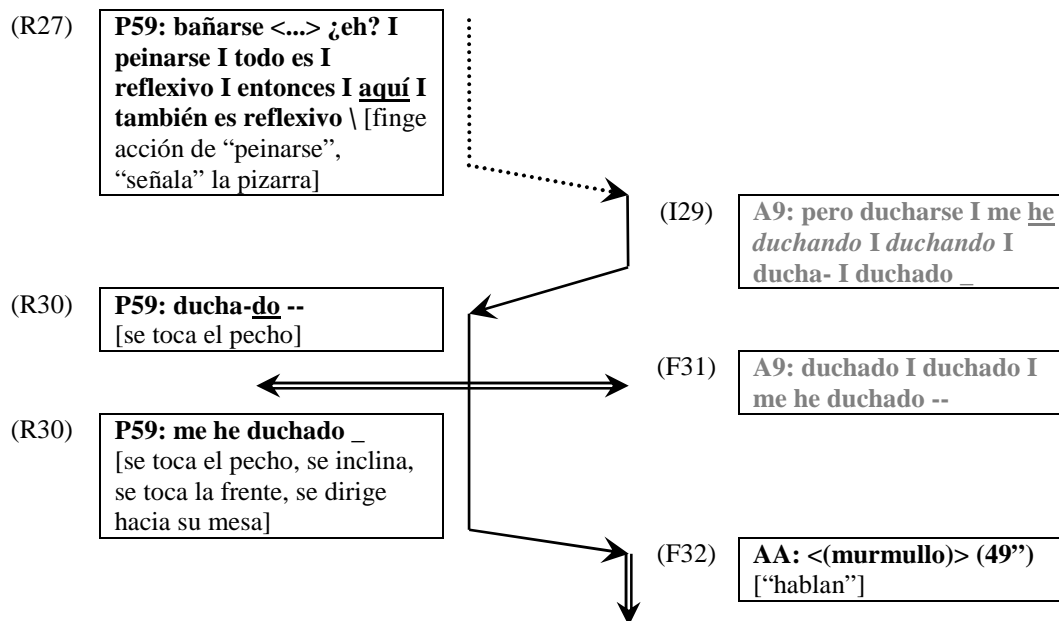 (R27)
P59: bañarse <...> ¿eh? I
peinarse I todo es I
reflexivo I entonces I aquí I
también es reflexivo \ [finge
acción de “peinarse”,
“señala” la pizarra]
(I29)
A9: pero ducharse I me he
duchando I duchando I
ducha- I duchado _
(R30)
P59: ducha-do --
[se toca el pecho]
(F31)
A9: duchado I duchado I
me he duchado --
(R30)
P59: me he duchado _
[se toca el pecho, se inclina,
se toca la frente, se dirige
hacia su mesa]
(F32)
AA: <(murmullo)> (49”)
[“hablan”]